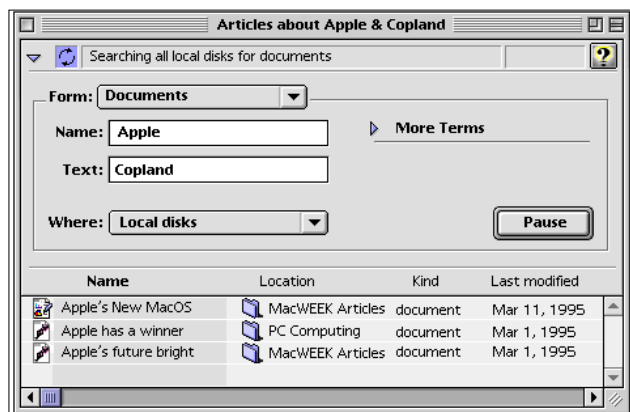 Articles about Apple & Copland
Searching all local disks for documents
?
Form: Documents
Name: Apple
More Terms
Text: Copland
Where: Local disks
Pause
Name Location Kind Last modified
Apple's New MacOS MacWEEK Articles document Mar 11, 1995
Apple has a winner PC Computing document Mar 1, 1995
Apple's future bright MacWEEK Articles document Mar 1, 1995